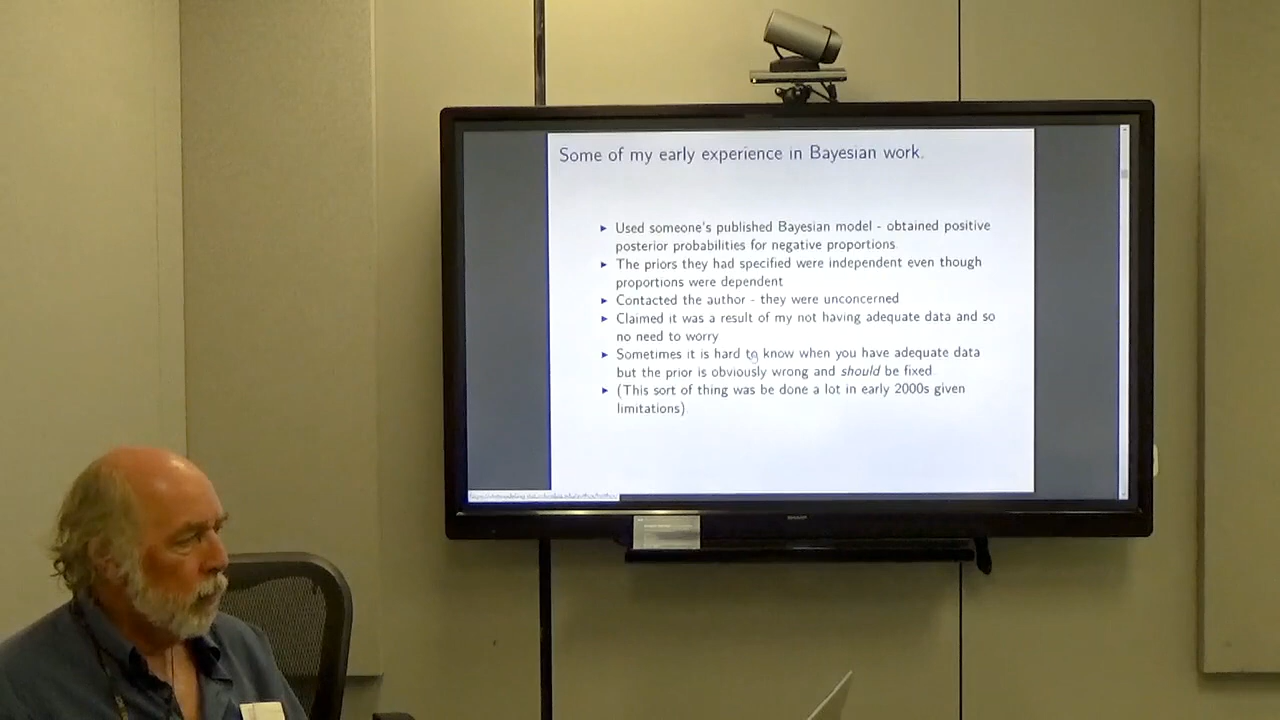 Some of my early experience in Bayesian work.
Used someone's published Bayesian model - obtained positive
posterior probabilities for negative proportions
The priors they had specified were independent even though
proportions were dependent
Contacted the author - they were unconcerned
Claimed it was a result of my not having adequate data and so
no need to worry
Sometimes it is hard to know when you have adequate data
but the prior is obviously wrong and should be fixed
(This sort of thing was be done a lot in early 2000s given
limitations)
SHARP